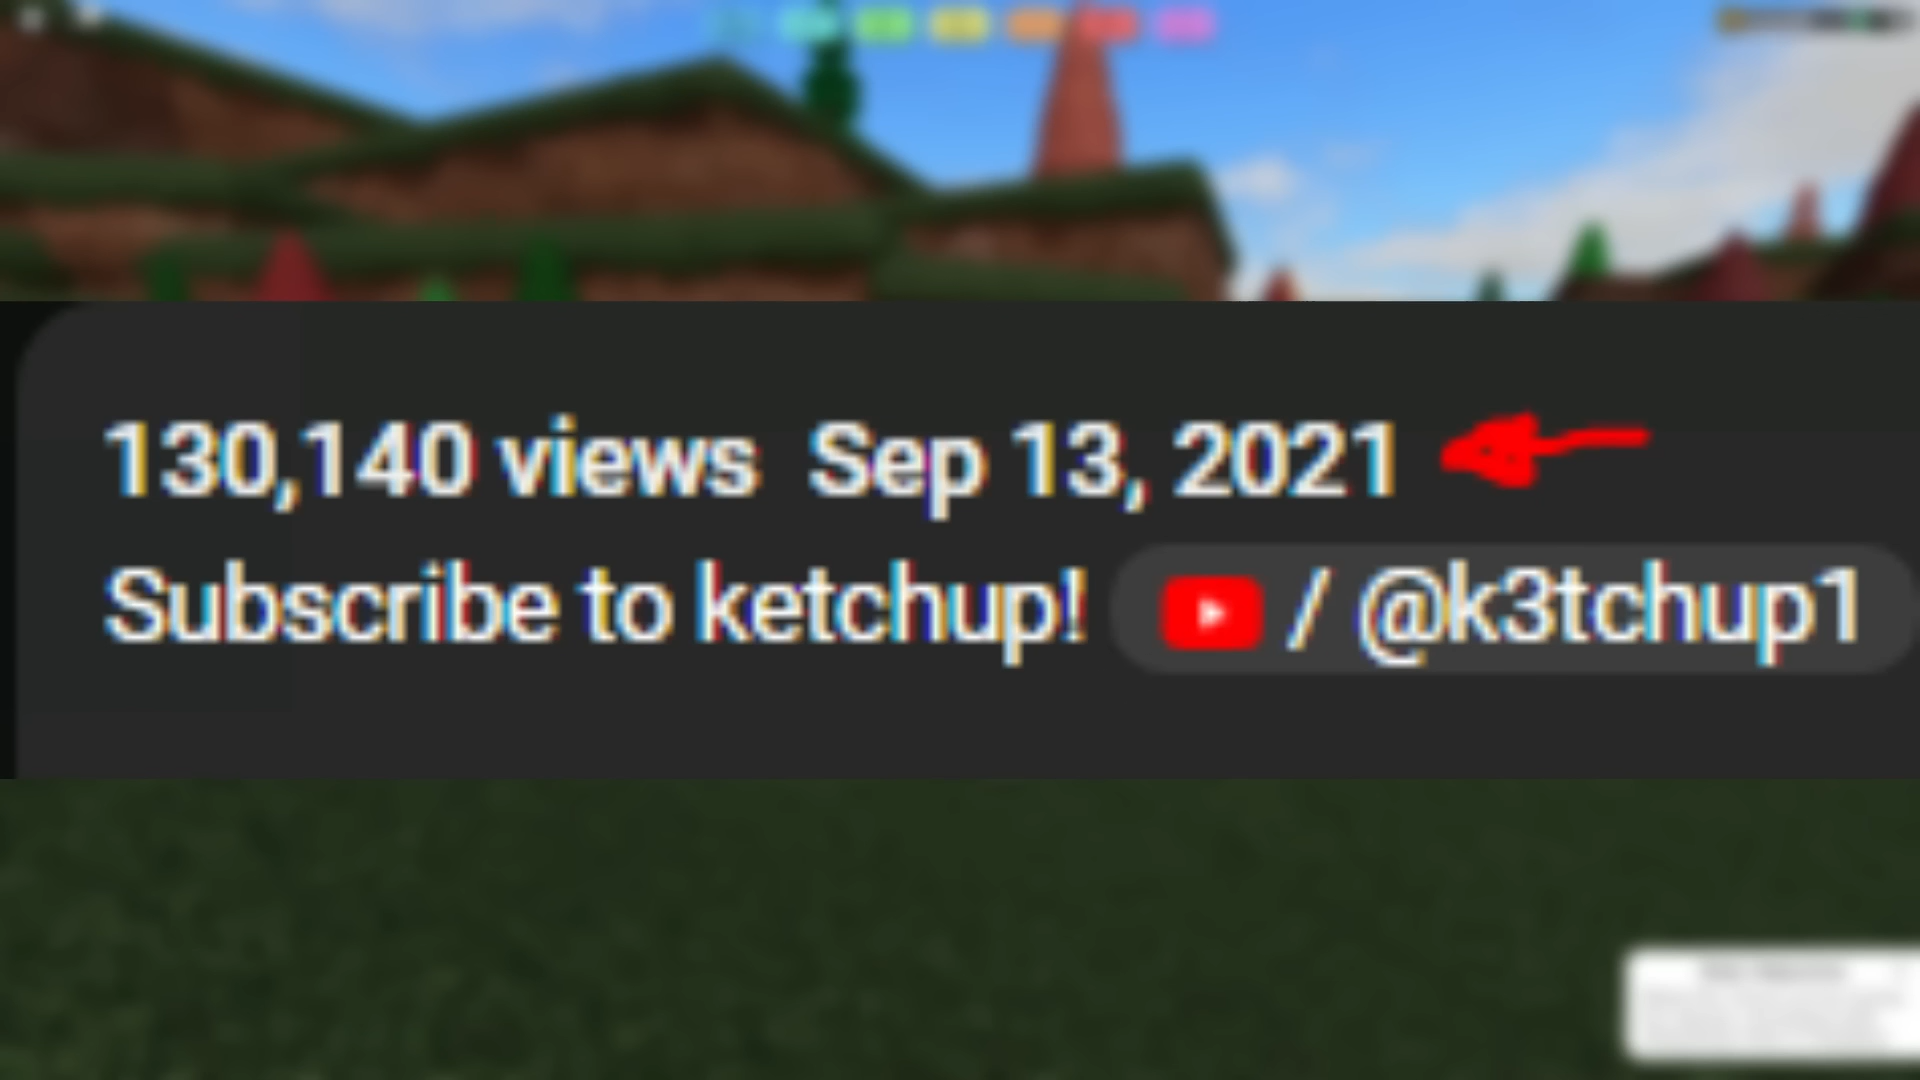 130,140 views Sep 13, 2021
Subscribe to ketchup! / @k3tchup1